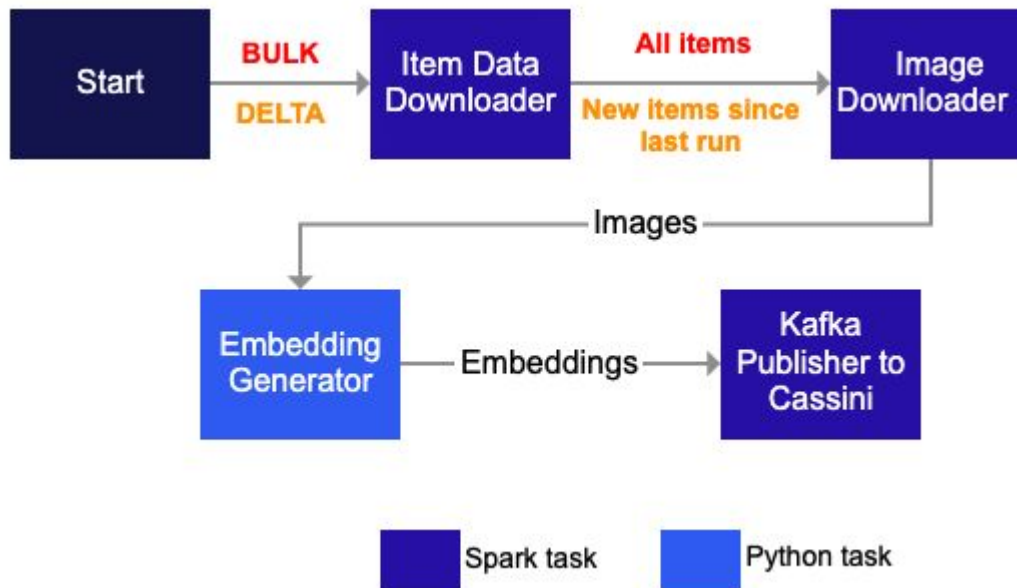 Start
BULK
DELTA
Item Data
Downloader
All items
New items since
last run
Image
Downloader
Images
Embedding
Generator
Embeddings
Kafka
Publisher to
Cassini
Spark task
Python task